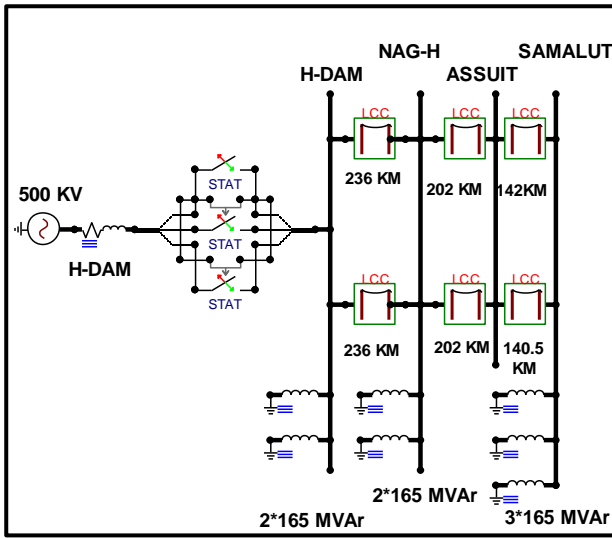 NAG-H
SAMALUT
H-DAM
ASSUIT
LCC
LCC
LCC
236 KM
202 KM
142KM
500 KV
STAT
STAT
STAT
H-DAM
LCC
LCC
LCC
236 KM
202 KM
140.5
KM
2*165 MVAr
2*165 MVAr
3*165 MVAr